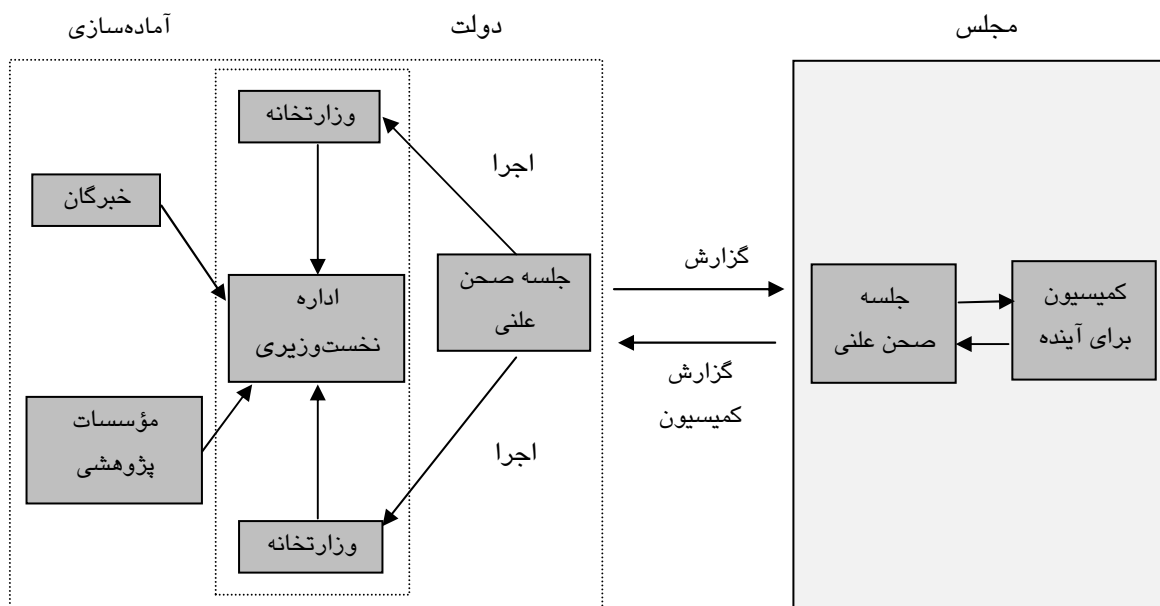 مجلس
دولت
آماده‌سازی
وزارتخانه
اجرا
خبرگان
گزارش
جلسه صحن
علنی
اداره
نخست‌وزیری
کمیسیون
برای آینده
جلسه
صحن علنی
گزارش
کمیسیون
مؤسسات
پژوهشی
اجرا
وزارتخانه